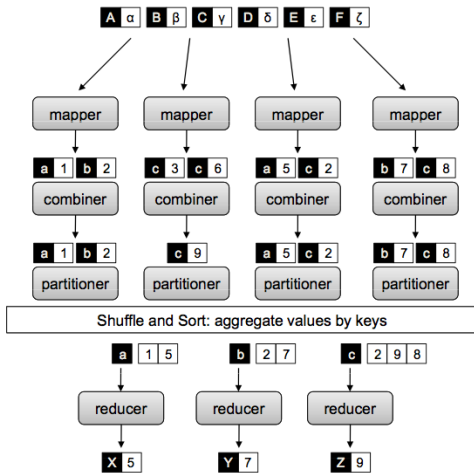 A α B β C γ D δ E ε F ζ
mapper mapper mapper mapper
a 1 b 2 c 3 c 6 a 5 c 2 b 7 c 8
combiner combiner combiner combiner
a 1 b 2 c 9 a 5 c 2 b 7 c 8
partitioner partitioner partitioner partitioner
Shuffle and Sort: aggregate values by keys
a 1 5 b 2 7 c 2 9 8
reducer reducer reducer
X 5 Y 7 Z 9